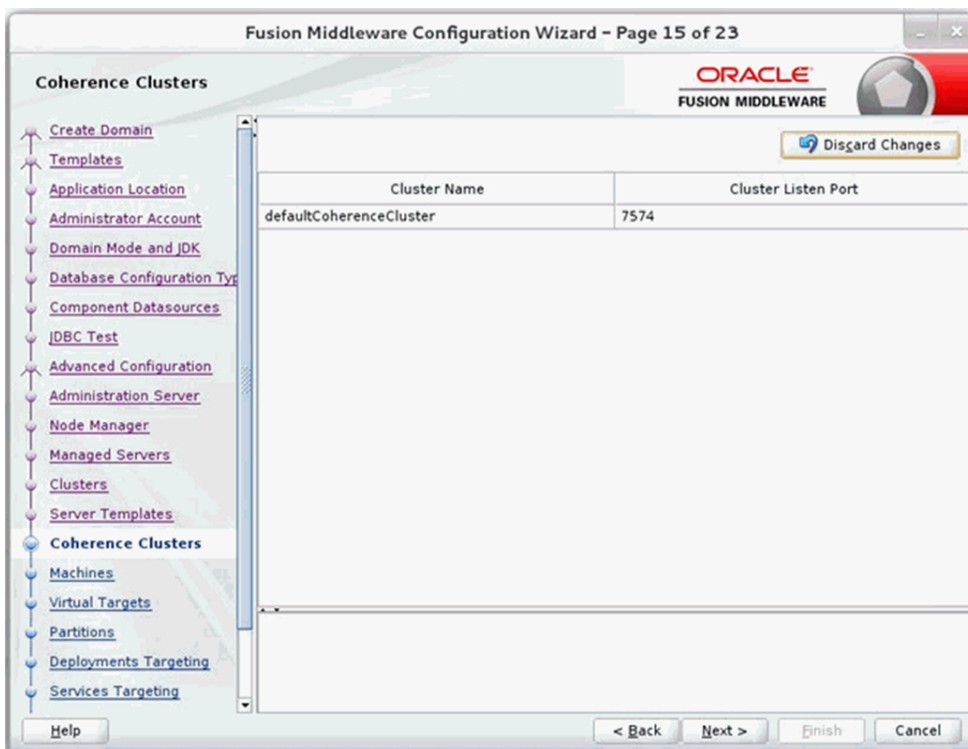 Fusion Middleware Configuration Wizard - Page 15 of 23
Coherence Clusters
ORACLE
FUSION MIDDLEWARE
Create Domain
Templates
Application Location
Administrator Account
Domain Mode and JDK
Database Configuration Typ
Component Datasources
JDBC Test
Advanced Configuration
Administration Server
Node Manager
Managed Servers
Clusters
Server Templates
Coherence Clusters
Machines
Virtual Targets
Partitions
Deployments Targeting
Services Targeting
Discard Changes
Cluster Name Cluster Listen Port
defaultCoherenceCluster 7574
Help < Back Next > Finish Cancel